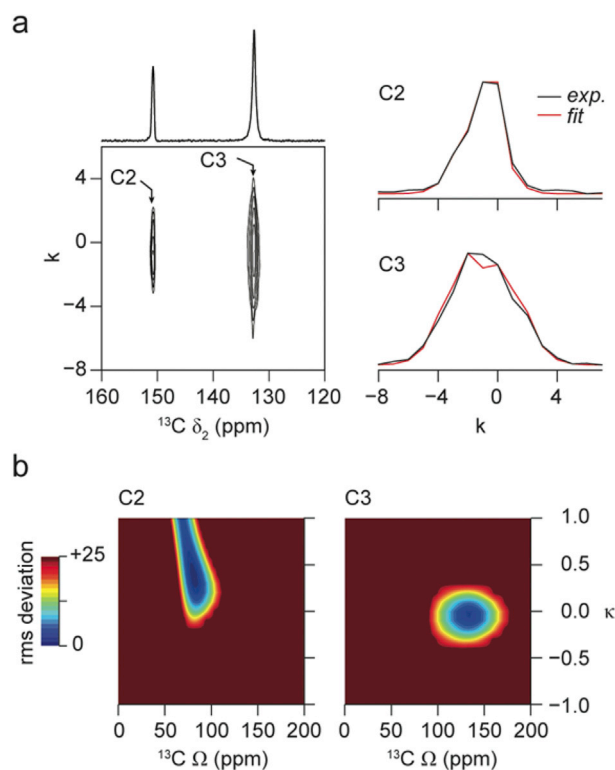 a
C2
C3
k
4
0
−4
−8
160 150 140 130 120
¹³C δ₂ (ppm)
C2
exp.
fit
C3
−8 −4 0 4
k
b
C2
C3
rms deviation
+25
0
1.0
0.5
0.0
−0.5
−1.0
κ
0 50 100 150 200
¹³C Ω (ppm)
0 50 100 150 200
¹³C Ω (ppm)